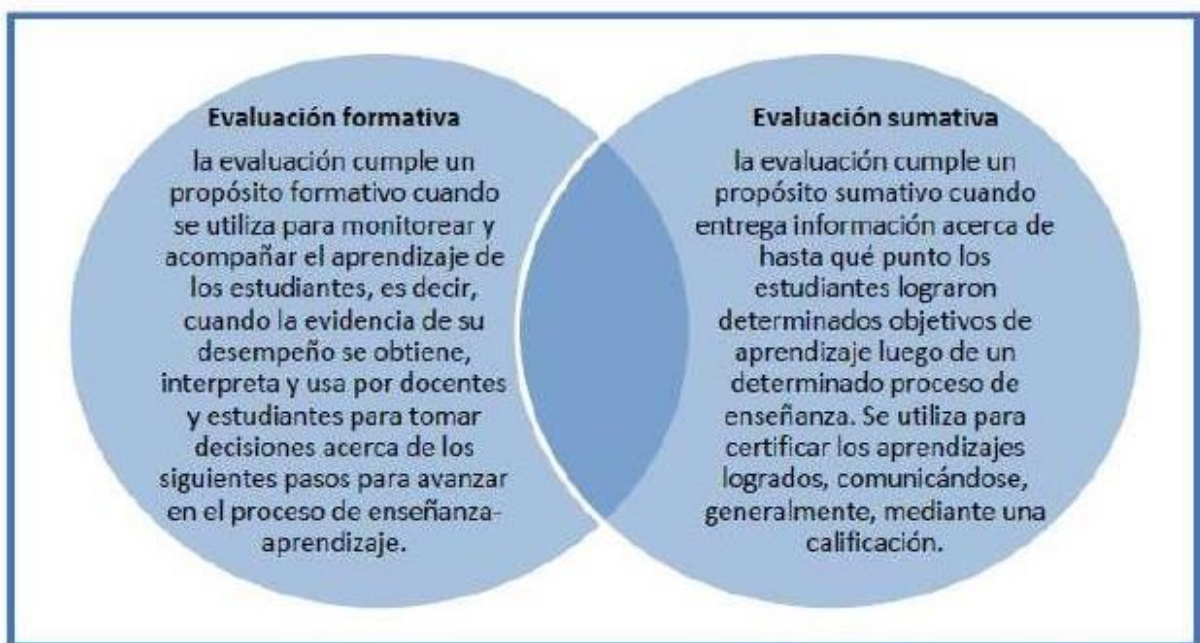 Evaluación formativa
la evaluación cumple un
propósito formativo cuando
se utiliza para monitorear y
acompañar el aprendizaje de
los estudiantes, es decir,
cuando la evidencia de su
desempeño se obtiene,
interpreta y usa por docentes
y estudiantes para tomar
decisiones acerca de los
siguientes pasos para avanzar
en el proceso de enseñanza-
aprendizaje.
Evaluación sumativa
la evaluación cumple un
propósito sumativo cuando
entrega información acerca de
hasta qué punto los
estudiantes lograron
determinados objetivos de
aprendizaje luego de un
determinado proceso de
enseñanza. Se utiliza para
certificar los aprendizajes
logrados, comunicándose,
generalmente, mediante una
calificación.